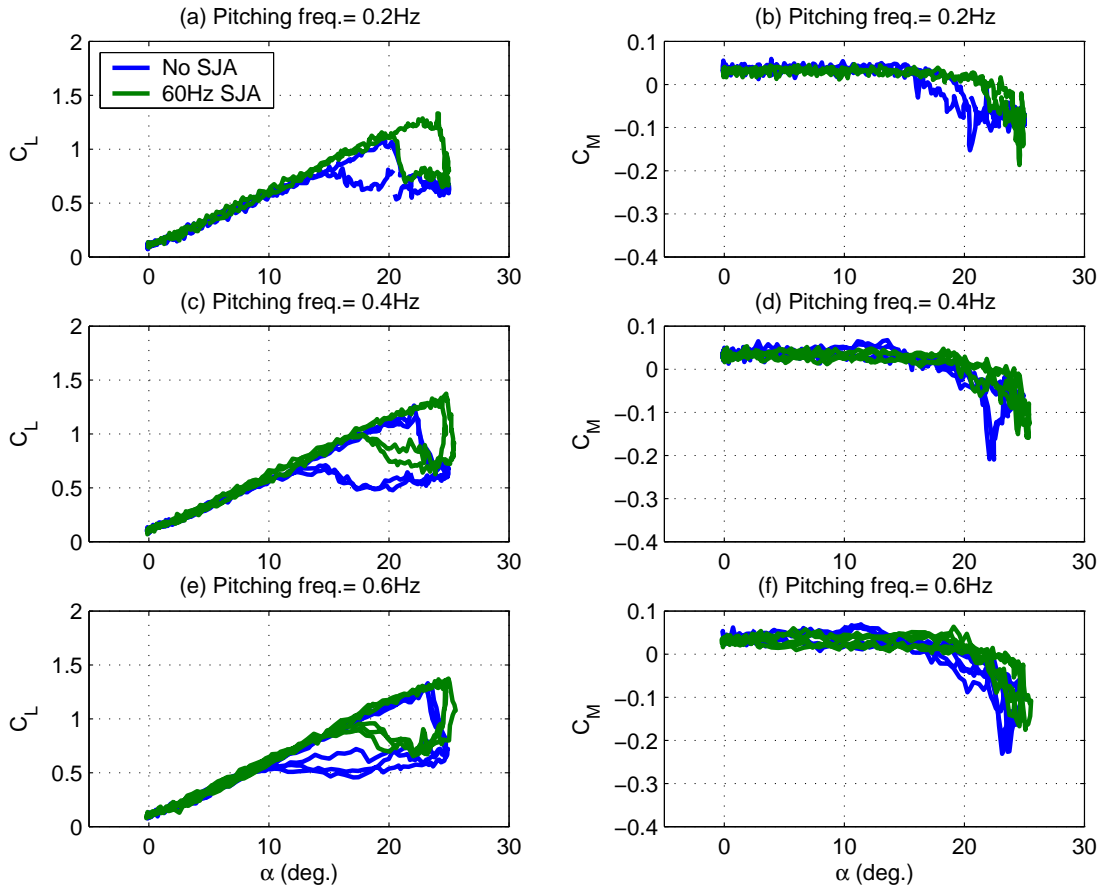 (a) Pitching freq.= 0.2Hz
2
1.5
1
0.5
0
C_L
No SJA
60Hz SJA
0 10 20 30
(b) Pitching freq.= 0.2Hz
0.1
0
−0.1
−0.2
−0.3
−0.4
C_M
0 10 20 30
(c) Pitching freq.= 0.4Hz
2
1.5
1
0.5
0
C_L
0 10 20 30
(d) Pitching freq.= 0.4Hz
0.1
0
−0.1
−0.2
−0.3
−0.4
C_M
0 10 20 30
(e) Pitching freq.= 0.6Hz
2
1.5
1
0.5
0
C_L
0 10 20 30
α (deg.)
(f) Pitching freq.= 0.6Hz
0.1
0
−0.1
−0.2
−0.3
−0.4
C_M
0 10 20 30
α (deg.)